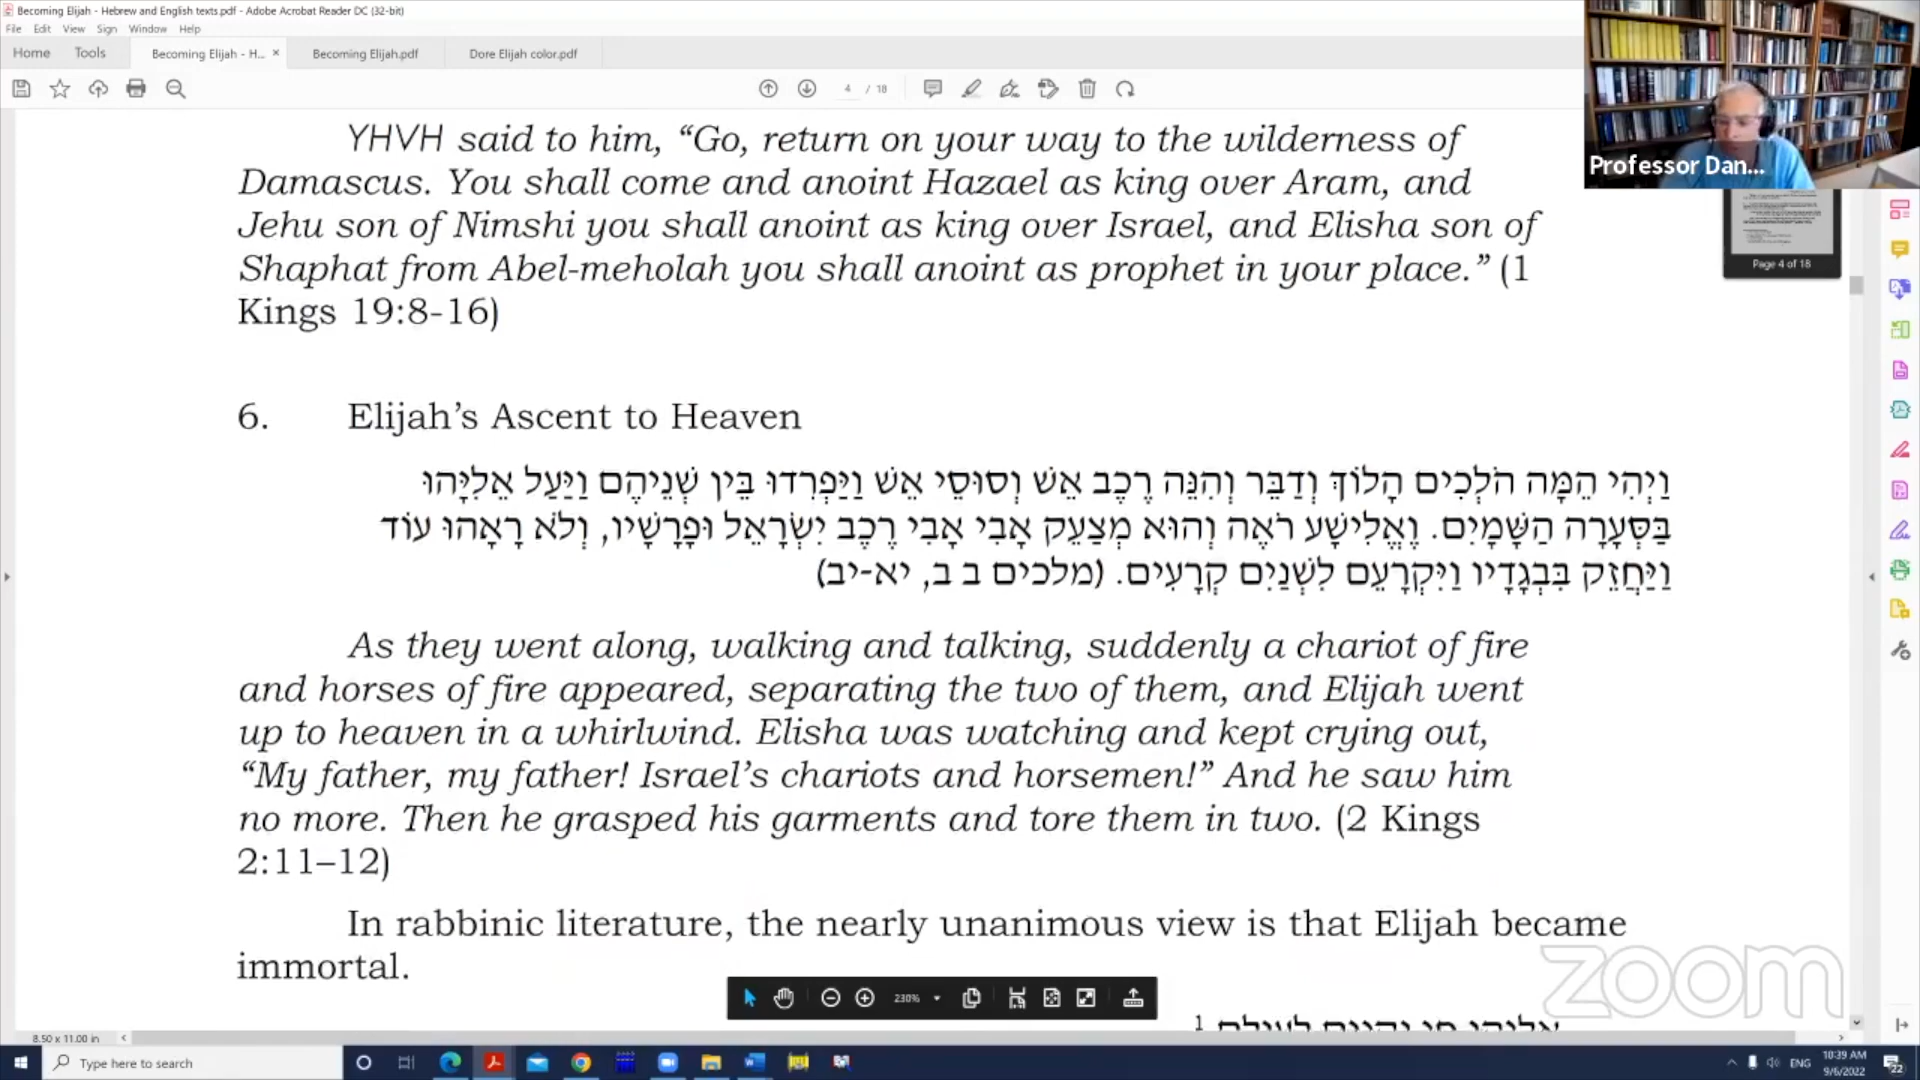 Becoming Elijah - Hebrew and English texts.pdf - Adobe Acrobat Reader DC (32-bit)
File Edit View Sign Window Help
Home Tools Becoming Elijah - H... × Becoming Elijah.pdf Dore Elijah color.pdf
4 / 18
Professor Dan...
Page 4 of 18
YHVH said to him, “Go, return on your way to the wilderness of
Damascus. You shall come and anoint Hazael as king over Aram, and
Jehu son of Nimshi you shall anoint as king over Israel, and Elisha son of
Shaphat from Abel-meholah you shall anoint as prophet in your place.” (1
Kings 19:8-16)
6. Elijah’s Ascent to Heaven
וַיְהִי הֵמָּה הֹלְכִים הָלוֹךְ וְדַבֵּר וְהִנֵּה רֶכֶב אֵשׁ וְסוּסֵי אֵשׁ וַיַּפְרִדוּ בֵּין שְׁנֵיהֶם וַיַּעַל אֵלִיָּהוּ
בַּסְּעָרָה הַשָּׁמָיִם. וֶאֱלִישָׁע רֹאֶה וְהוּא מְצַעֵק אָבִי אָבִי רֶכֶב יִשְׂרָאֵל וּפָרָשָׁיו, וְלֹא רָאָהוּ עוֹד
וַיַּחֲזֵק בִּבְגָדָיו וַיִּקְרָעֵם לִשְׁנַיִם קְרָעִים. (מלכים ב ב, יא-יב)
As they went along, walking and talking, suddenly a chariot of fire
and horses of fire appeared, separating the two of them, and Elijah went
up to heaven in a whirlwind. Elisha was watching and kept crying out,
“My father, my father! Israel’s chariots and horsemen!” And he saw him
no more. Then he grasped his garments and tore them in two. (2 Kings
2:11–12)
In rabbinic literature, the nearly unanimous view is that Elijah became
immortal.
zoom
230%
אליהו חי וקיים לעולם 1
8.50 x 11.00 in
Type here to search
ENG
10:39 AM
9/6/2022
22